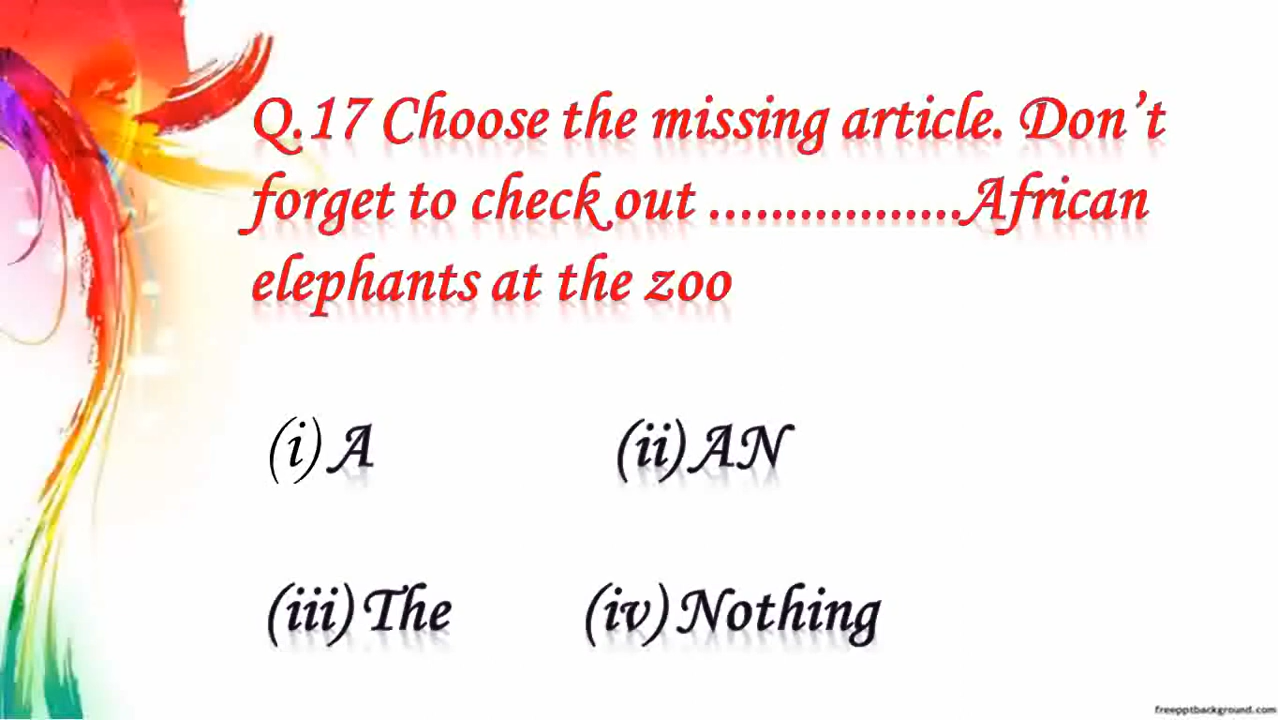 Q.17 Choose the missing article. Don't
forget to check out .................African
elephants at the zoo
(i) A (ii) AN
(iii) The (iv) Nothing
freepptbackground.com